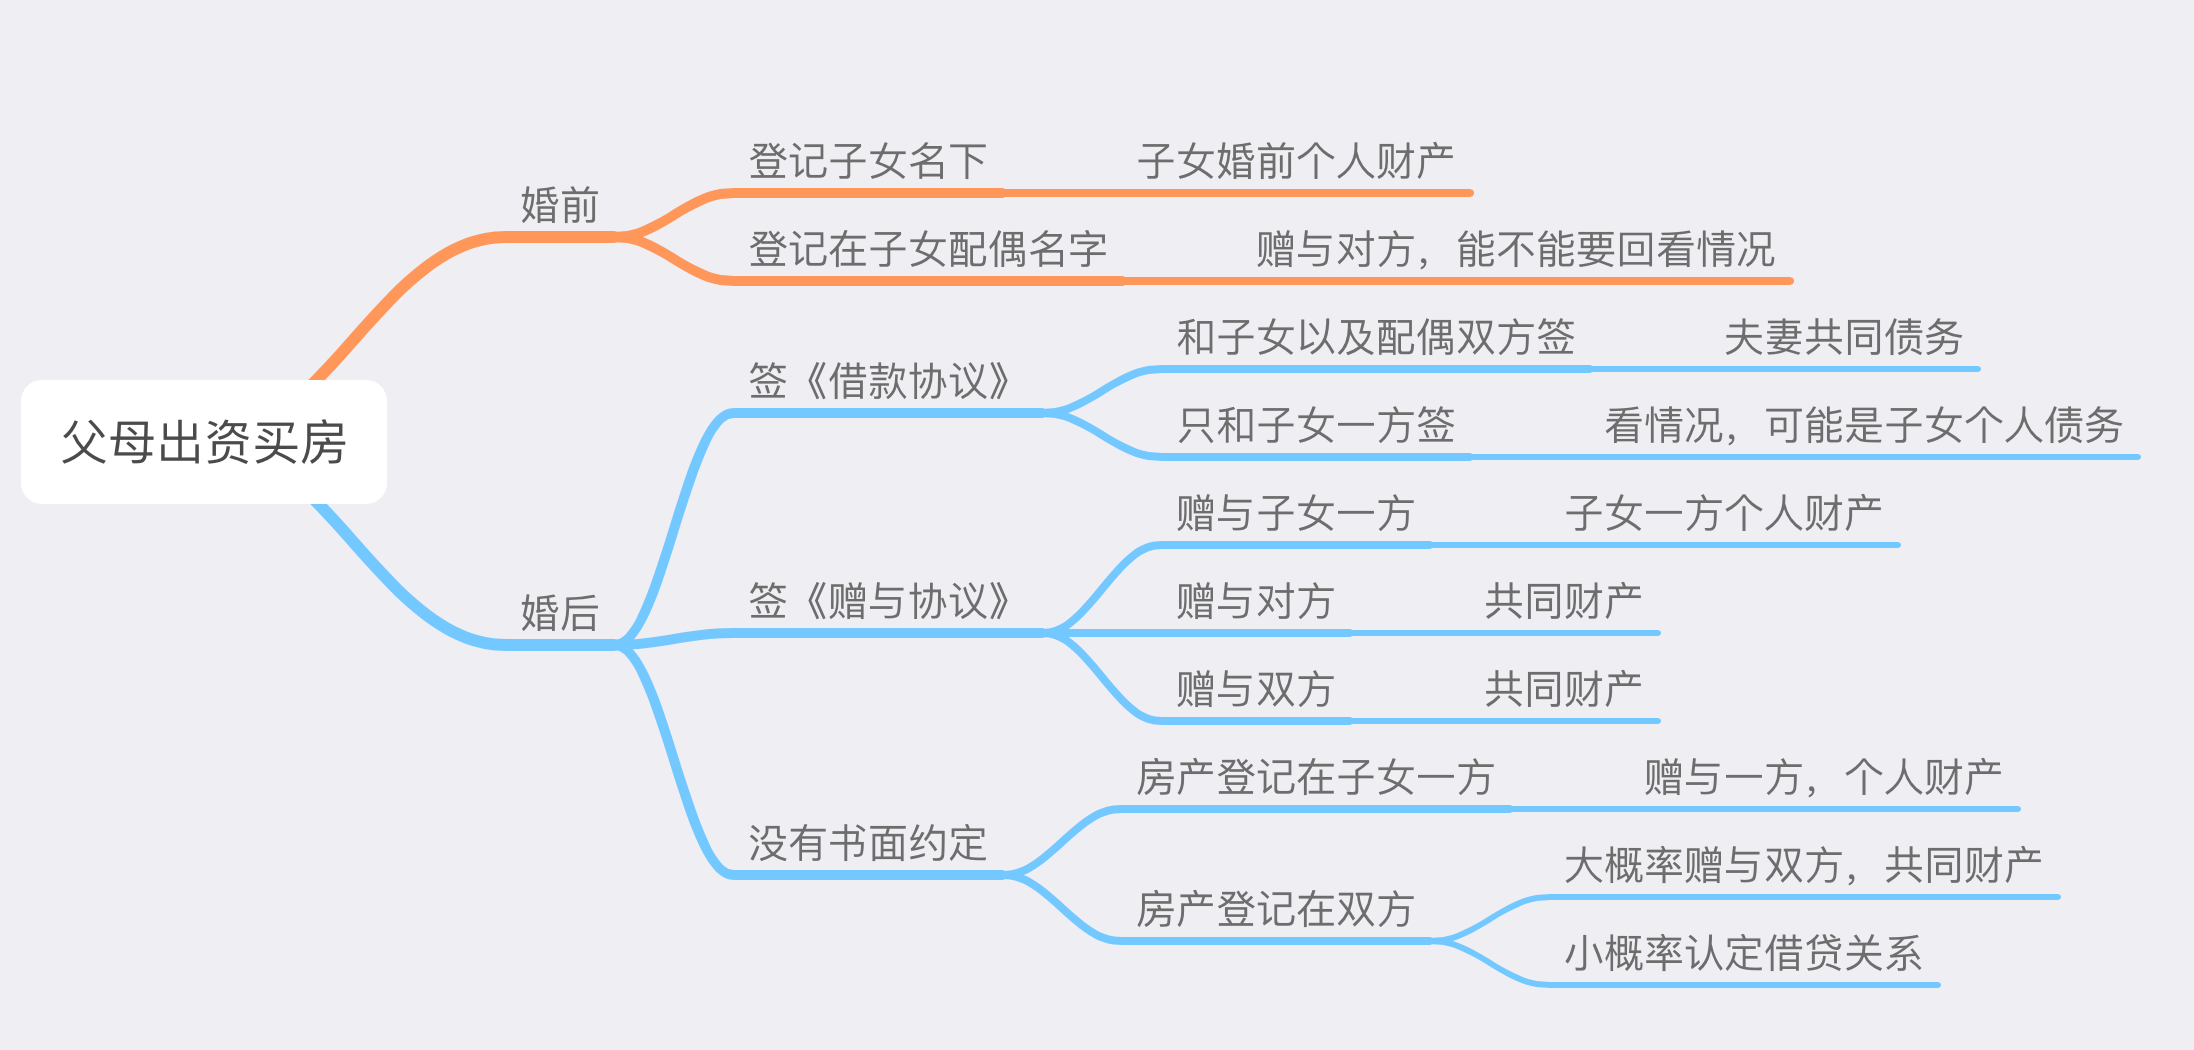 父母出资买房
婚前
登记子女名下
子女婚前个人财产
登记在子女配偶名字
赠与对方，能不能要回看情况
婚后
签《借款协议》
和子女以及配偶双方签
夫妻共同债务
只和子女一方签
看情况，可能是子女个人债务
签《赠与协议》
赠与子女一方
子女一方个人财产
赠与对方
共同财产
赠与双方
共同财产
没有书面约定
房产登记在子女一方
赠与一方，个人财产
房产登记在双方
大概率赠与双方，共同财产
小概率认定借贷关系